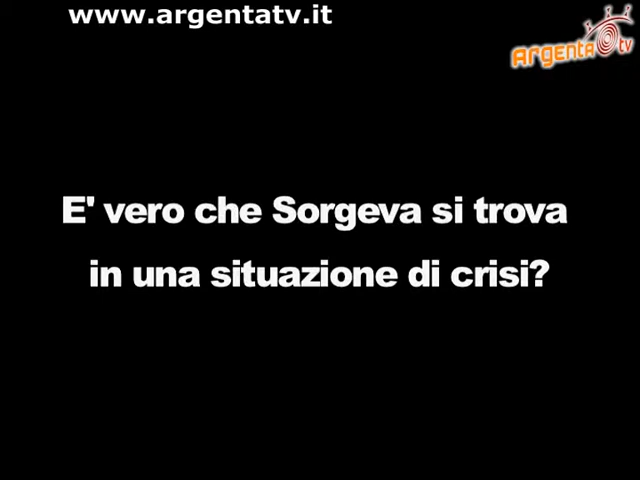 www.argentatv.it
Argenta tv
E' vero che Sorgeva si trova
in una situazione di crisi?